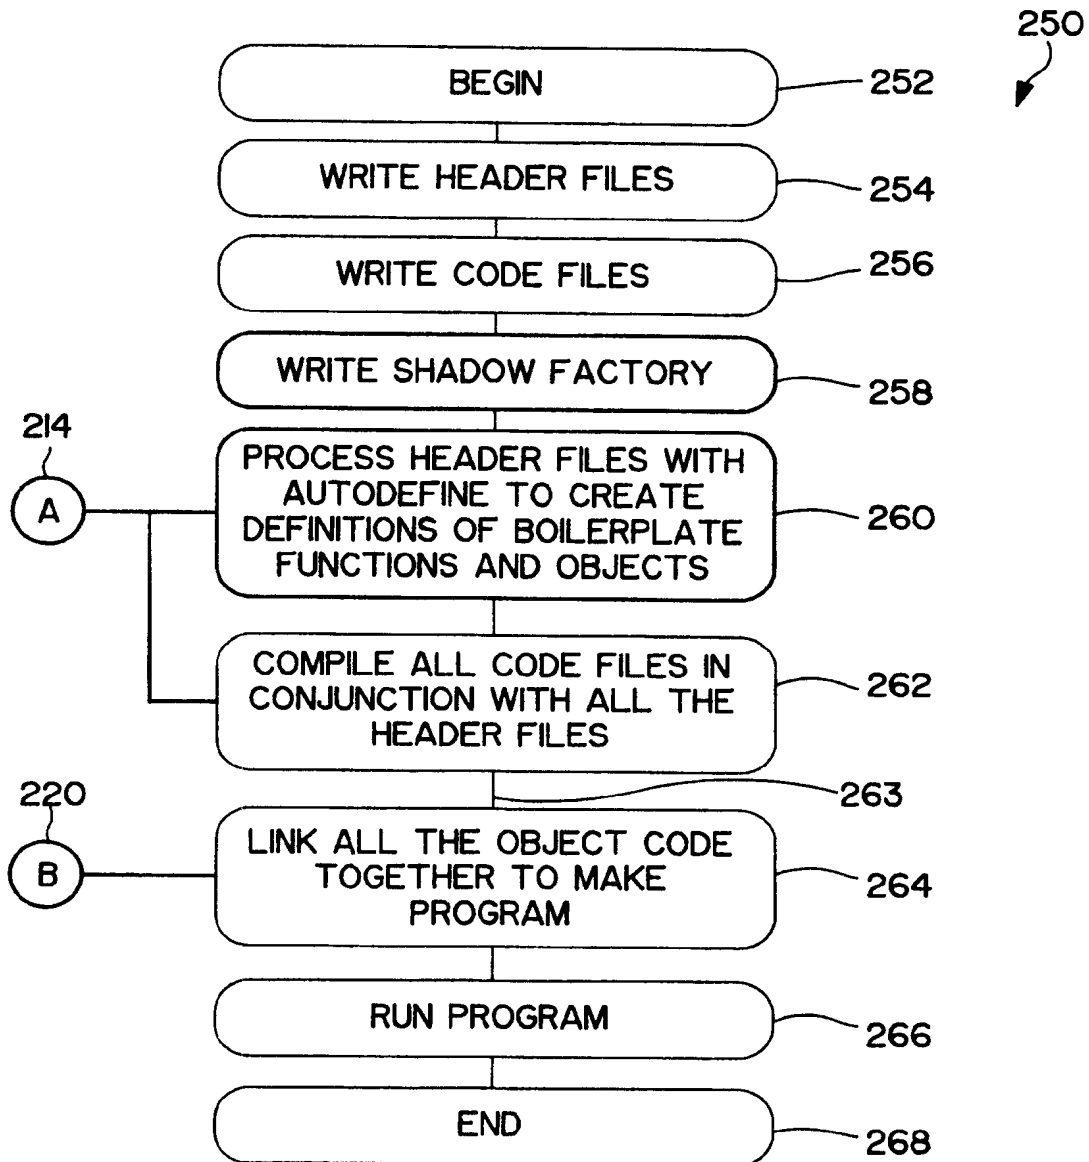 250
BEGIN
252
WRITE HEADER FILES
254
WRITE CODE FILES
256
WRITE SHADOW FACTORY
258
214
A
PROCESS HEADER FILES WITH
AUTODEFINE TO CREATE
DEFINITIONS OF BOILERPLATE
FUNCTIONS AND OBJECTS
260
COMPILE ALL CODE FILES IN
CONJUNCTION WITH ALL THE
HEADER FILES
262
263
220
B
LINK ALL THE OBJECT CODE
TOGETHER TO MAKE
PROGRAM
264
RUN PROGRAM
266
END
268